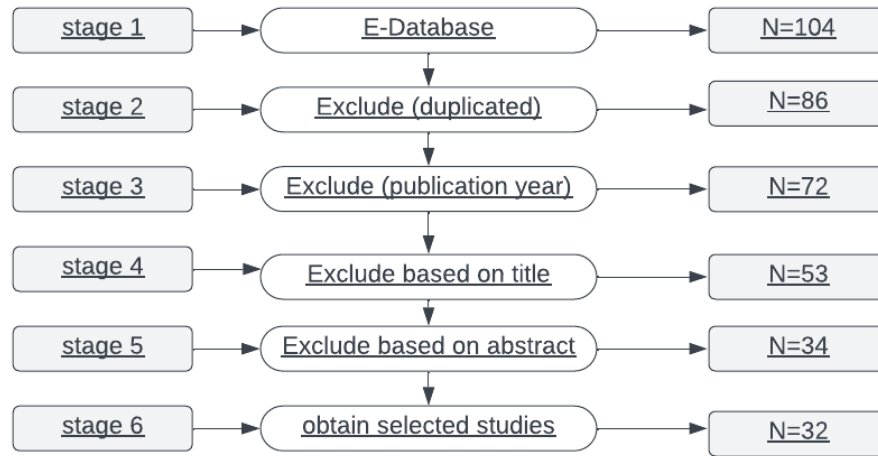 stage 1
E-Database
N=104
stage 2
Exclude (duplicated)
N=86
stage 3
Exclude (publication year)
N=72
stage 4
Exclude based on title
N=53
stage 5
Exclude based on abstract
N=34
stage 6
obtain selected studies
N=32